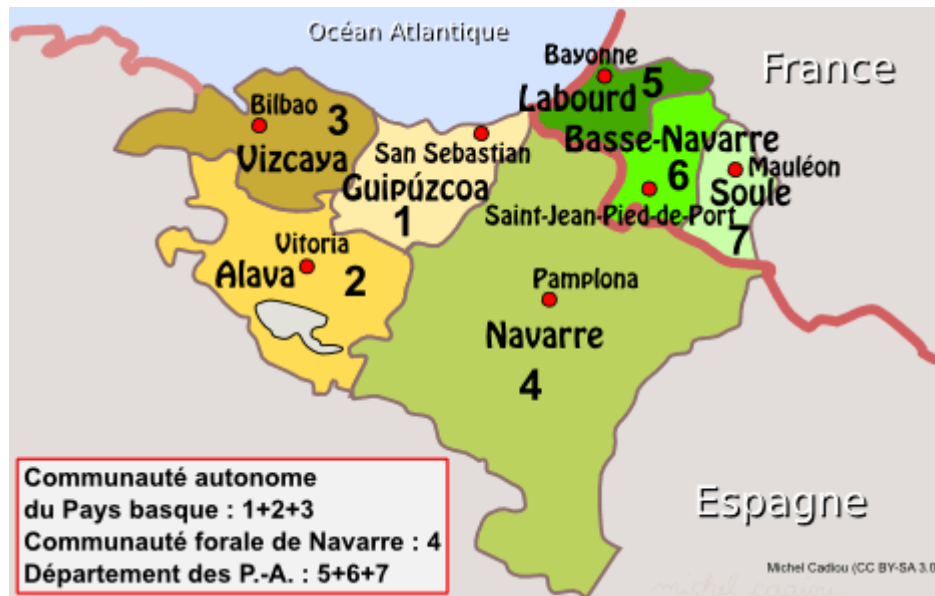 Océan Atlantique
Bayonne
France
5
Labourd
Bilbao
3
Vizcaya
Basse-Navarre
San Sebastian
Mauléon
6
Soule
Guipúzcoa
1
Saint-Jean-Pied-de-Port
7
Vitoria
Alava
2
Pamplona
Navarre
4
Communauté autonome
du Pays basque : 1+2+3
Communauté forale de Navarre : 4
Département des P.-A. : 5+6+7
Espagne
Michel Cadiou (CC BY-SA 3.0
michel cadiou